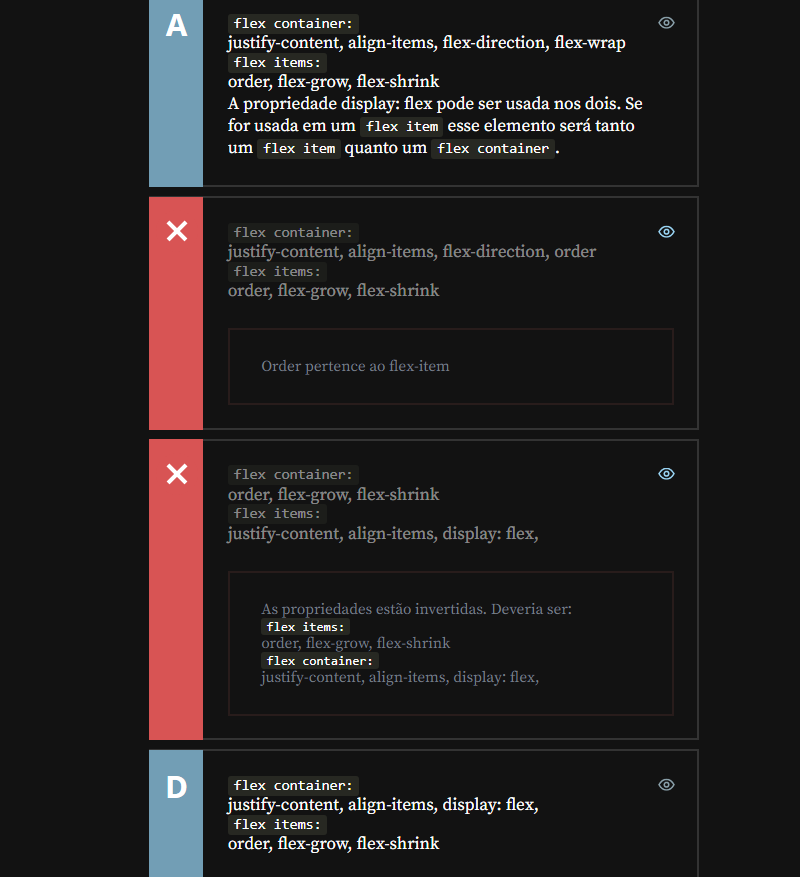 A
flex container:
justify-content, align-items, flex-direction, flex-wrap
flex items:
order, flex-grow, flex-shrink
A propriedade display: flex pode ser usada nos dois. Se
for usada em um flex item esse elemento será tanto
um flex item quanto um flex container.
flex container:
justify-content, align-items, flex-direction, order
flex items:
order, flex-grow, flex-shrink
Order pertence ao flex-item
flex container:
order, flex-grow, flex-shrink
flex items:
justify-content, align-items, display: flex,
As propriedades estão invertidas. Deveria ser:
flex items:
order, flex-grow, flex-shrink
flex container:
justify-content, align-items, display: flex,
D
flex container:
justify-content, align-items, display: flex,
flex items:
order, flex-grow, flex-shrink